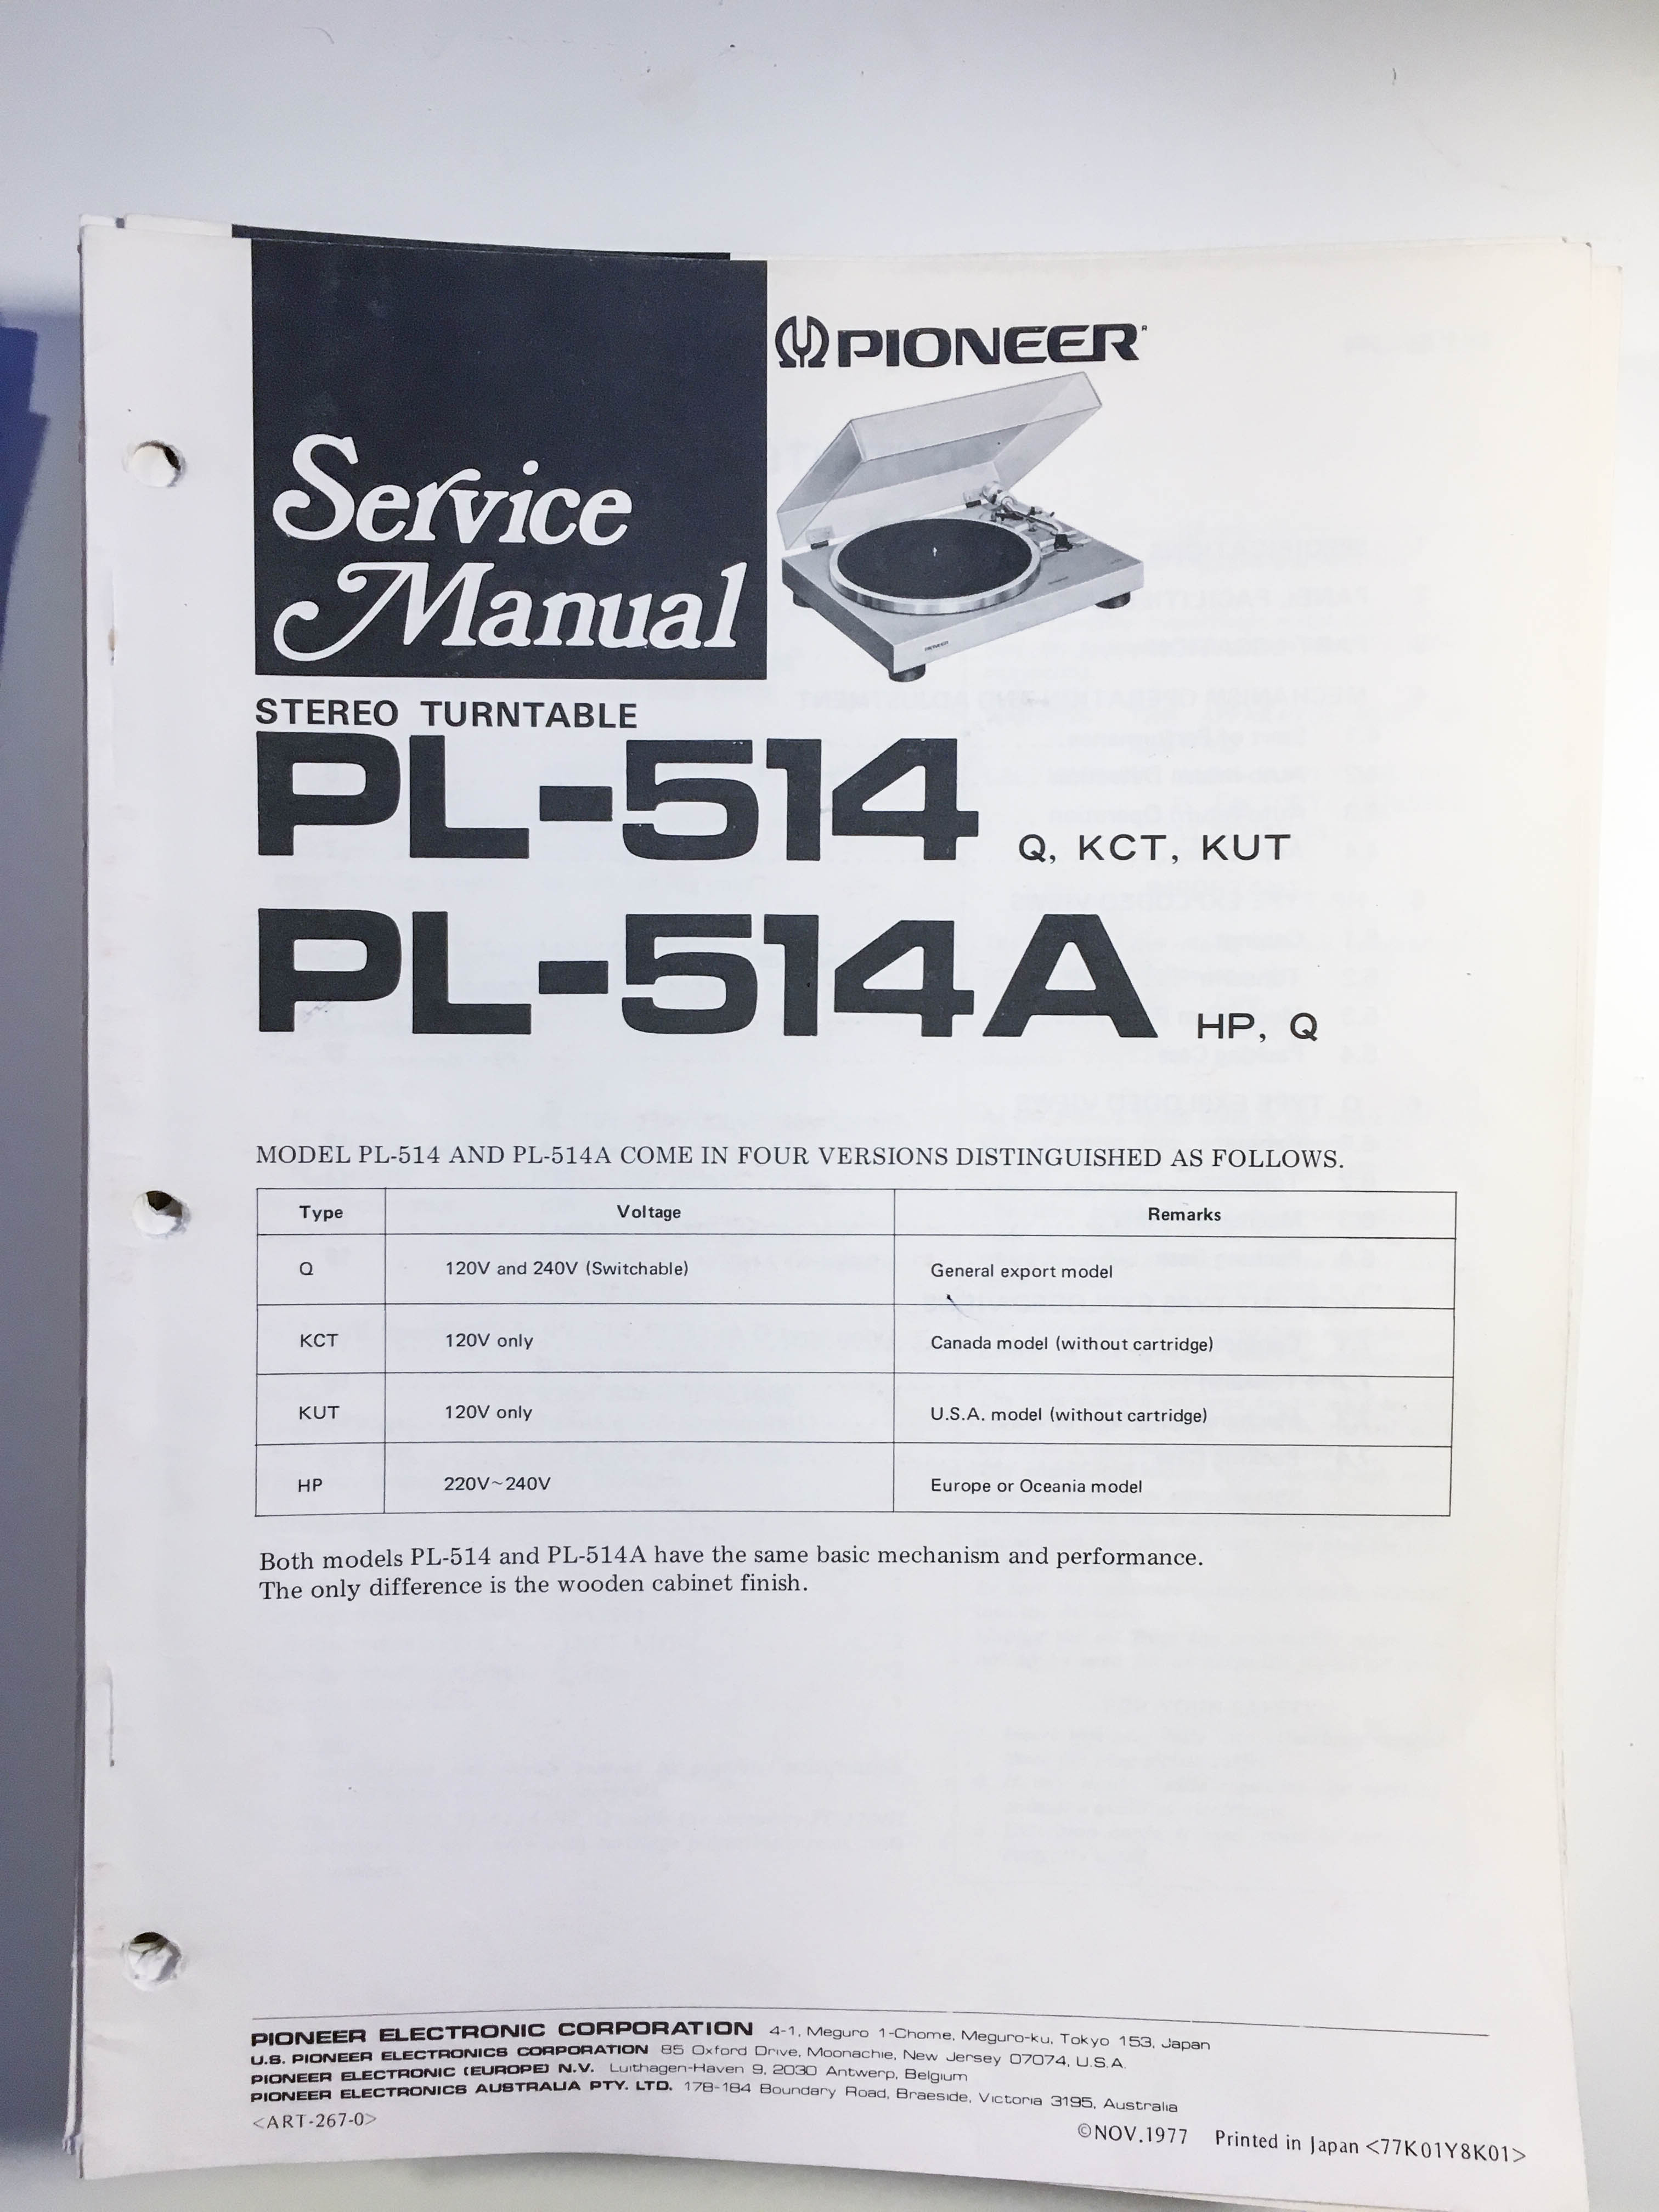 PIONEER
Service
Manual
STEREO TURNTABLE
PL-514 Q, KCT, KUT
PL-514A HP, Q
MODEL PL-514 AND PL-514A COME IN FOUR VERSIONS DISTINGUISHED AS FOLLOWS.
Type Voltage Remarks
Q 120V and 240V (Switchable) General export model
KCT 120V only Canada model (without cartridge)
KUT 120V only U.S.A. model (without cartridge)
HP 220V~240V Europe or Oceania model
Both models PL-514 and PL-514A have the same basic mechanism and performance.
The only difference is the wooden cabinet finish.
PIONEER ELECTRONIC CORPORATION 4-1, Meguro 1-Chome, Meguro-ku, Tokyo 153, Japan
U.S. PIONEER ELECTRONICS CORPORATION 85 Oxford Drive, Moonachie, New Jersey 07074, U.S.A.
PIONEER ELECTRONIC (EUROPE) N.V. Luithagen-Haven 9, 2030 Antwerp, Belgium
PIONEER ELECTRONICS AUSTRALIA PTY. LTD. 178-184 Boundary Road, Braeside, Victoria 3195, Australia
<ART-267-0>
©NOV.1977 Printed in Japan <77K01Y8K01>